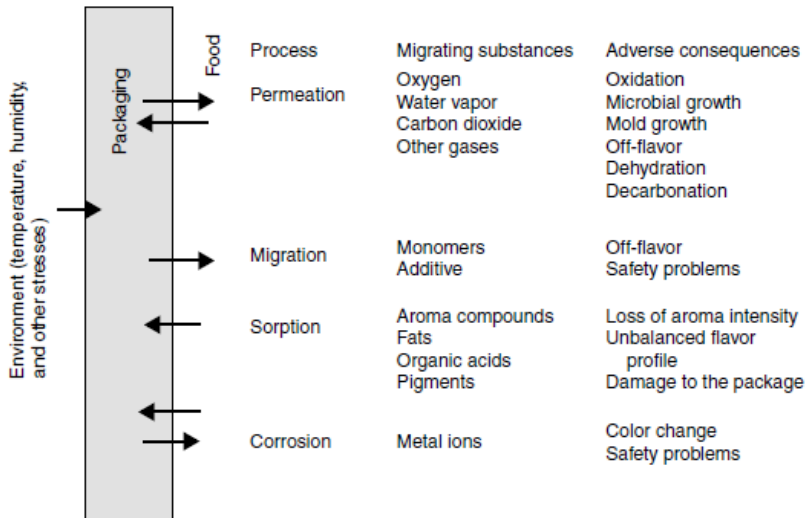 Environment (temperature, humidity,
and other stresses)
Packaging
Food
Process Migrating substances Adverse consequences
Permeation
Oxygen
Water vapor
Carbon dioxide
Other gases
Oxidation
Microbial growth
Mold growth
Off-flavor
Dehydration
Decarbonation
Migration
Monomers
Additive
Off-flavor
Safety problems
Sorption
Aroma compounds
Fats
Organic acids
Pigments
Loss of aroma intensity
Unbalanced flavor
profile
Damage to the package
Corrosion
Metal ions
Color change
Safety problems